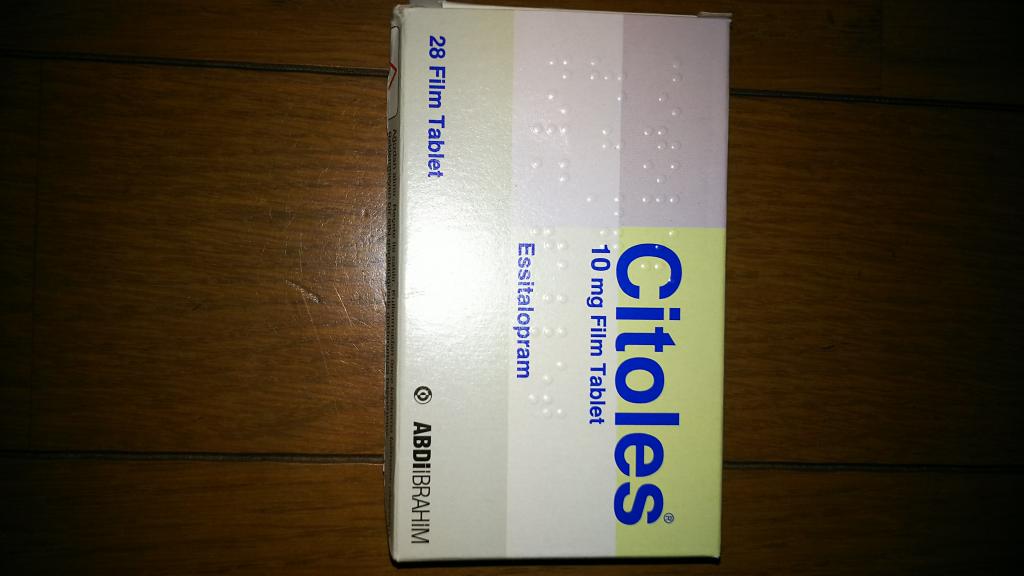 Citoles®
10 mg Film Tablet
Essitalopram
28 Film Tablet
ABDİİBRAHİM